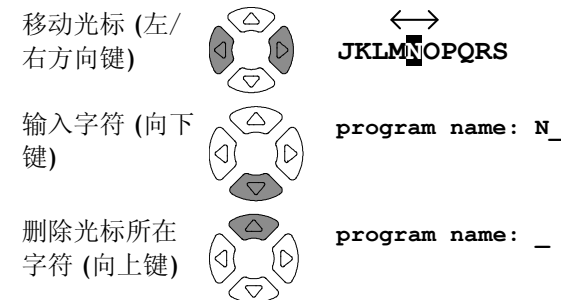 移动光标 (左/
右方向键)
JKLMNOPQRS
输入字符 (向下
键)
program name: N_
删除光标所在
字符 (向上键)
program name: _